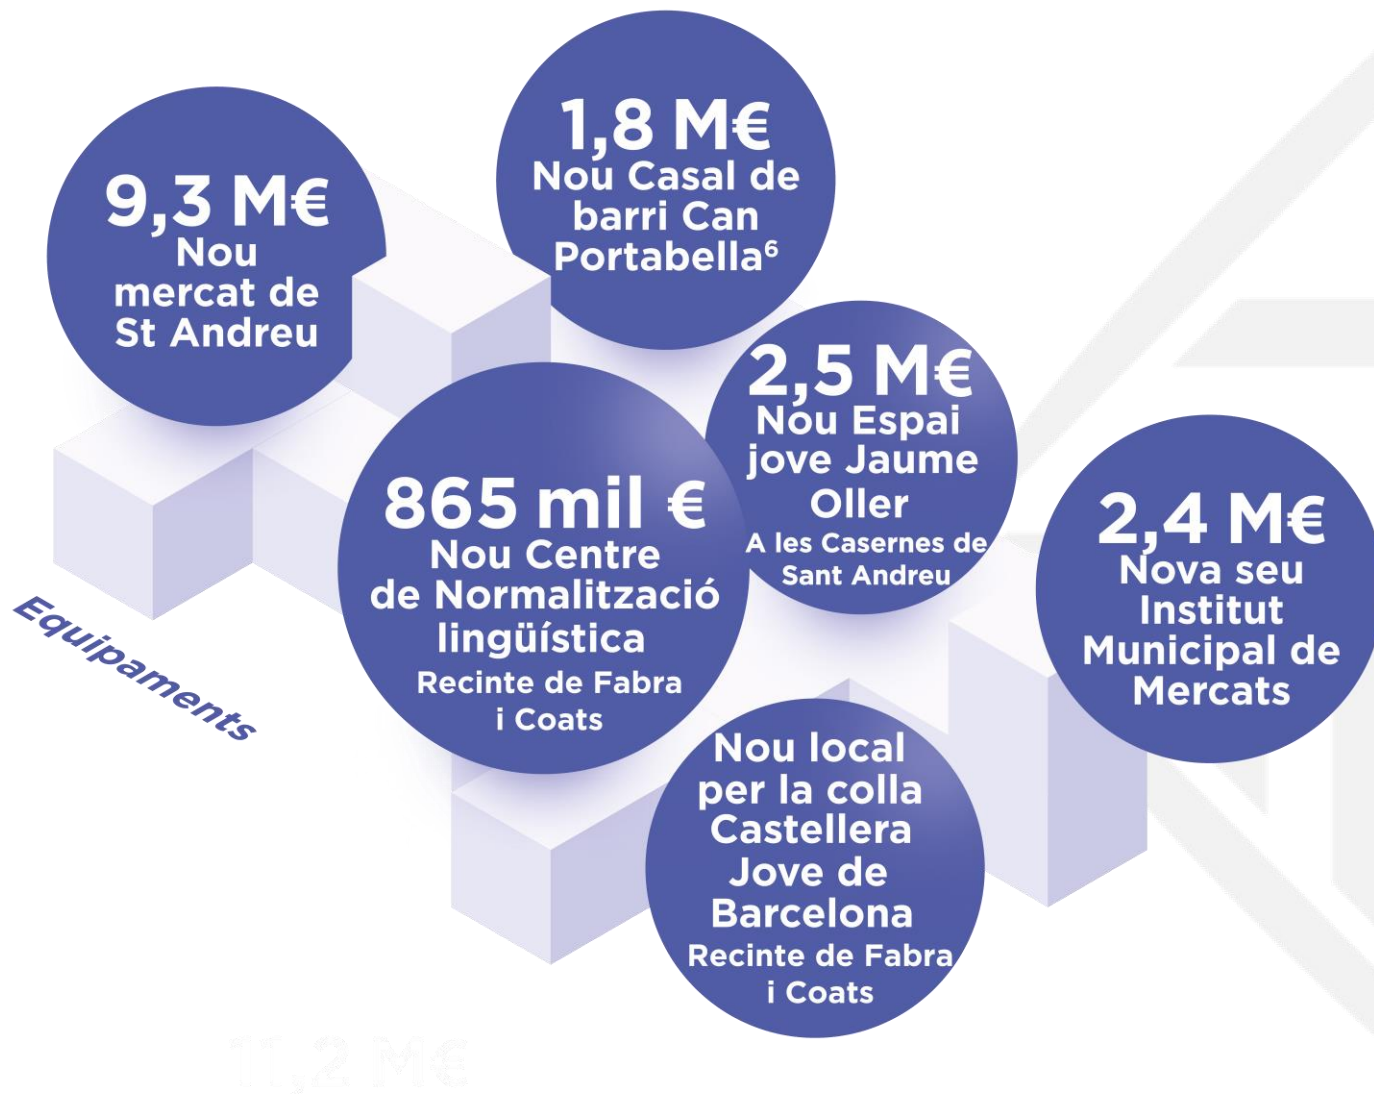 9,3 M€
Nou
mercat de
St Andreu
1,8 M€
Nou Casal de
barri Can
Portabella⁶
2,5 M€
Nou Espai
jove Jaume
Oller
A les Casernes de
Sant Andreu
865 mil €
Nou Centre
de Normalització
lingüística
Recinte de Fabra
i Coats
2,4 M€
Nova seu
Institut
Municipal de
Mercats
Equipaments
Nou local
per la colla
Castellera
Jove de
Barcelona
Recinte de Fabra
i Coats
11,2 M€